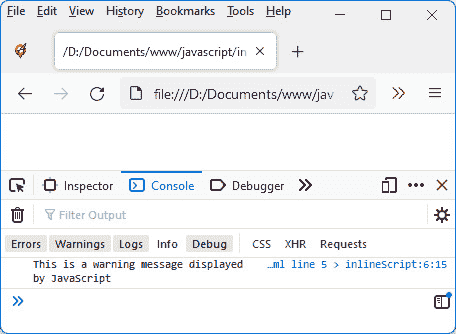 File Edit View History Bookmarks Tools Help
/D:/Documents/www/javascript/in
file:///D:/Documents/www/jav
Inspector Console Debugger
Filter Output
Errors Warnings Logs Info Debug CSS XHR Requests
This is a warning message displayed …ml line 5 > inlineScript:6:15
by JavaScript